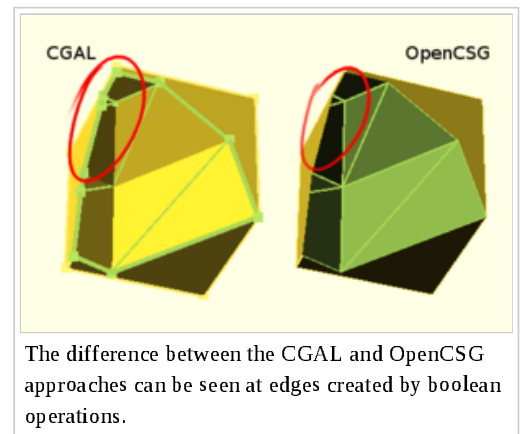 CGAL OpenCSG
The difference between the CGAL and OpenCSG
approaches can be seen at edges created by boolean
operations.